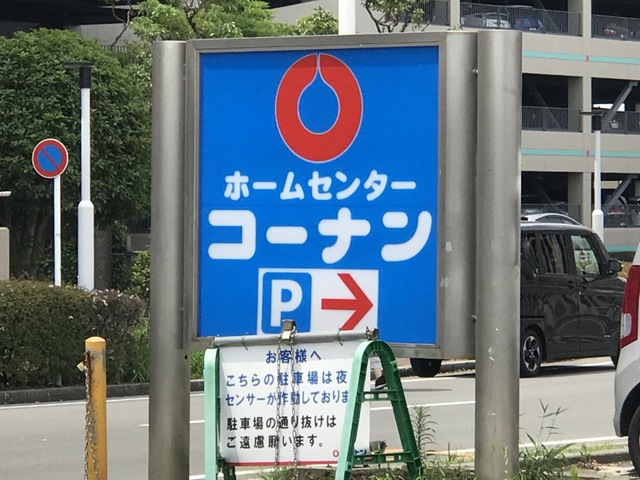 ホームセンター
コーナン
P
お客様へ
こちらの駐車場は夜
センサーが作動しておりま
駐車場の通り抜けは
ご遠慮願います。